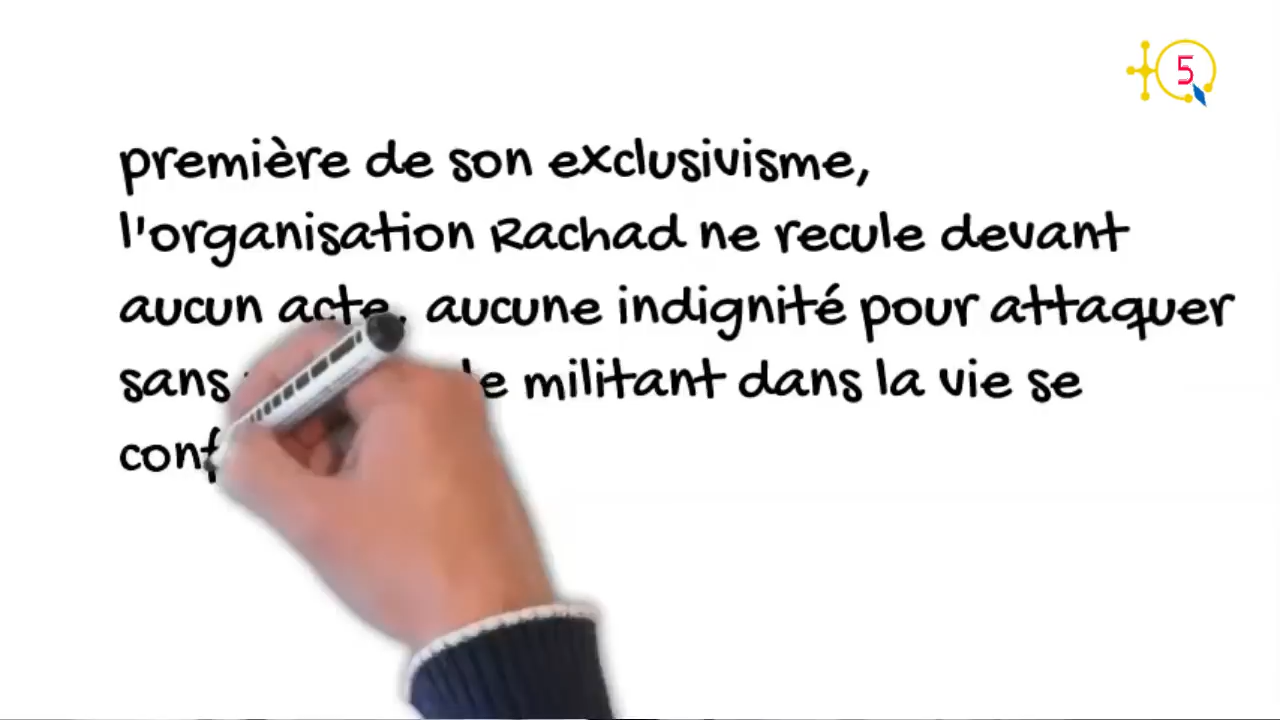 5
première de son exclusivisme,
l'organisation Rachad ne recule devant
aucun acte, aucune indignité pour attaquer
sans militant dans la vie se